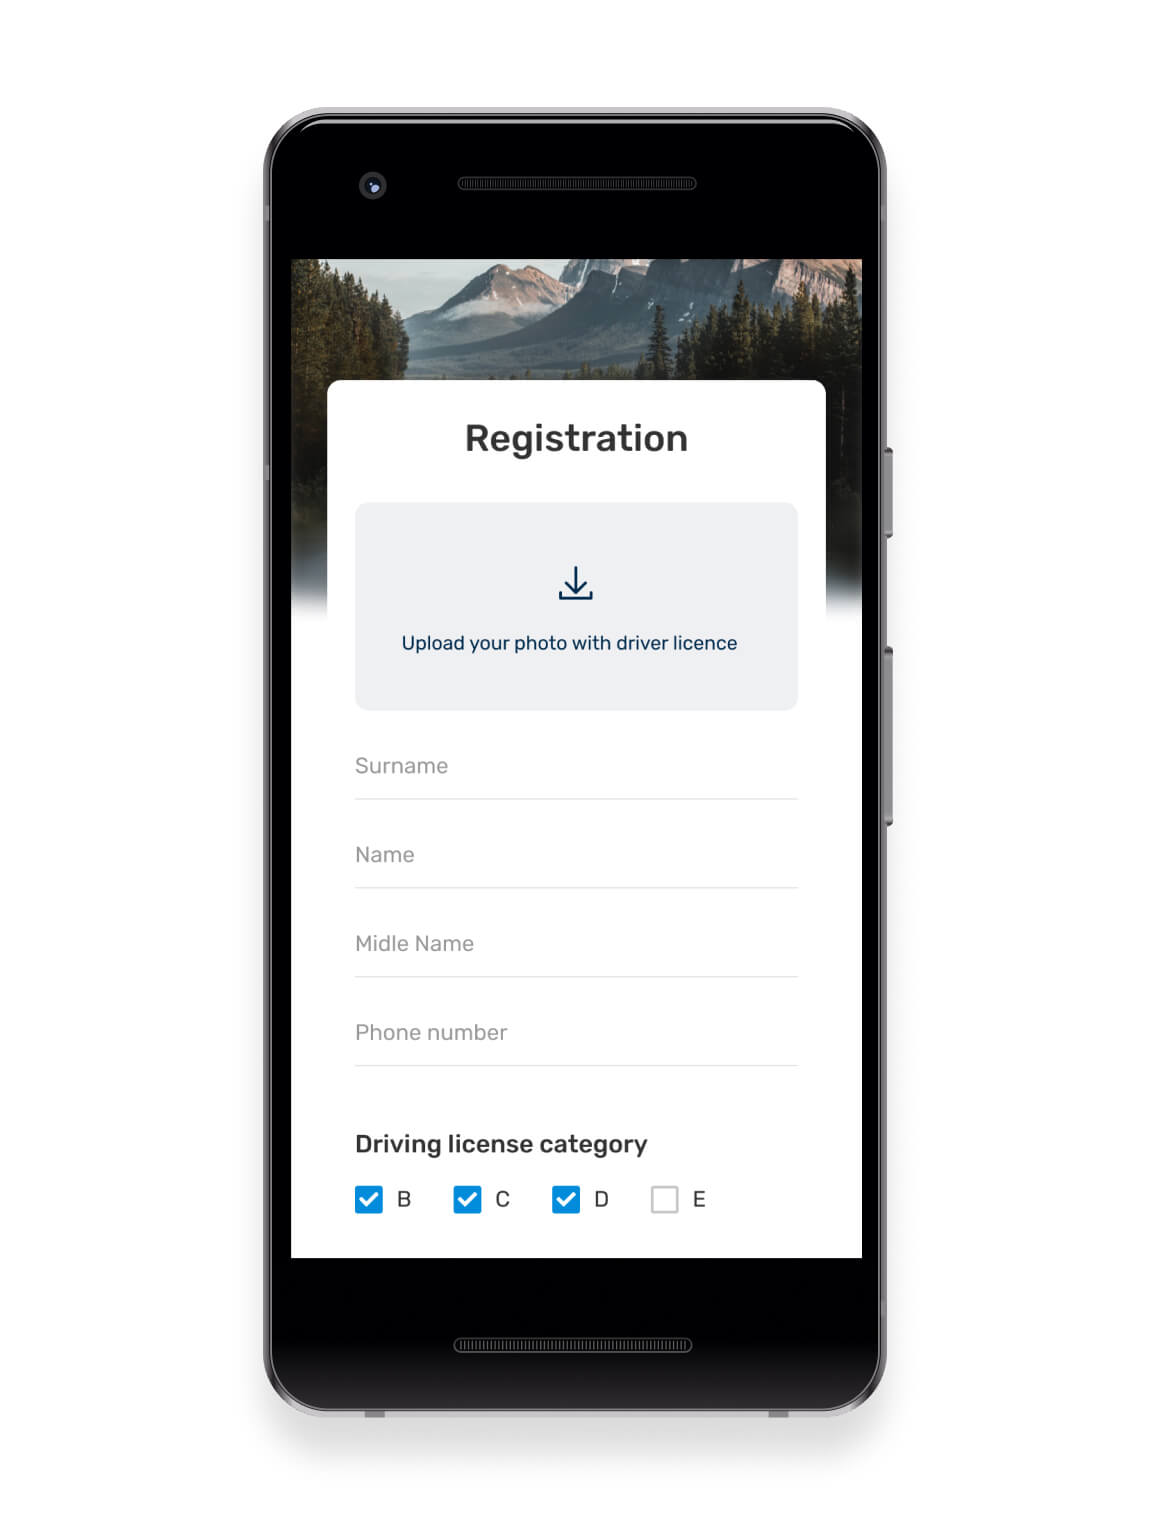 Registration
Upload your photo with driver licence
Surname
Name
Midle Name
Phone number
Driving license category
B C D E